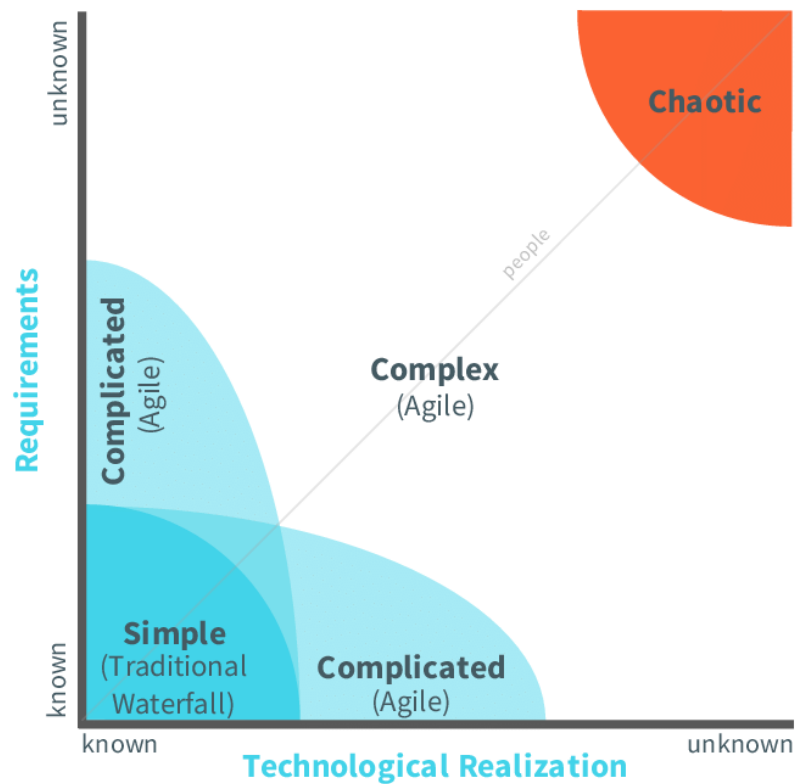 unknown
Chaotic
people
Requirements
Complicated
(Agile)
Complex
(Agile)
Simple
(Traditional
Waterfall)
Complicated
(Agile)
known
known
unknown
Technological Realization